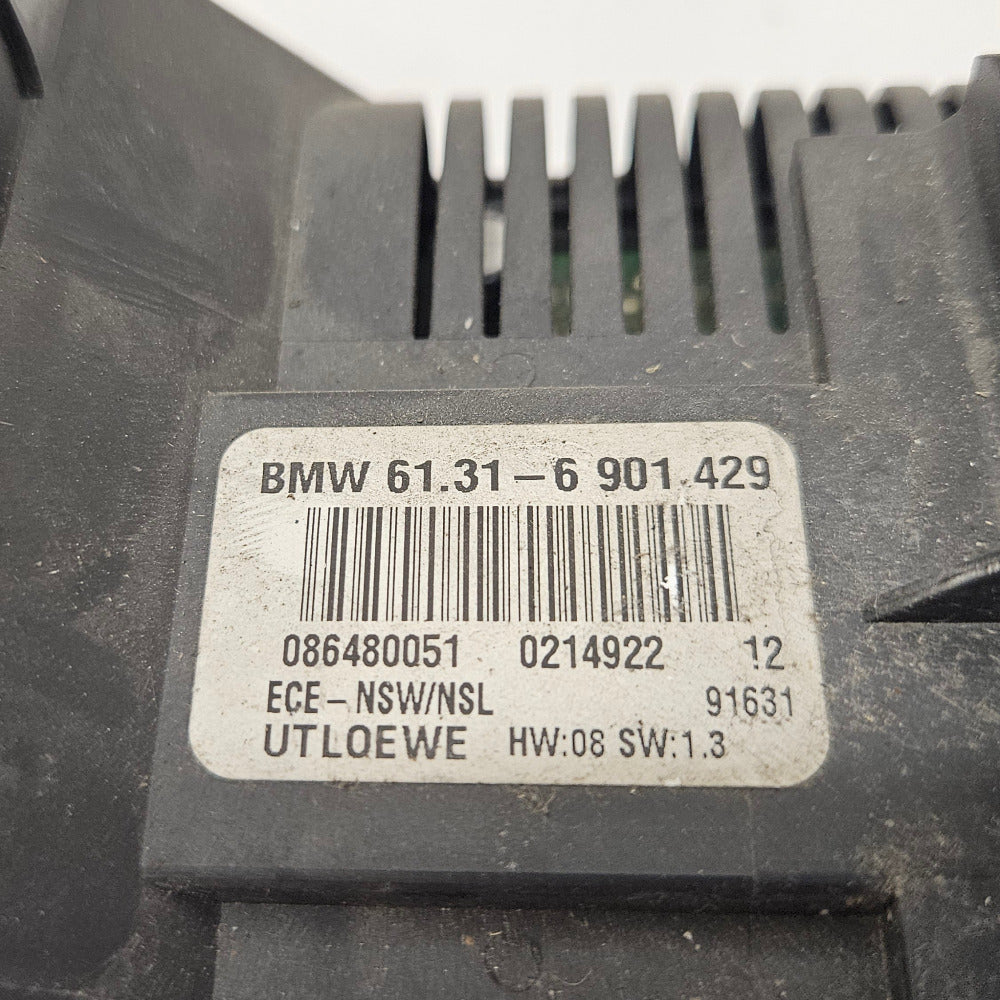 BMW 61.31-6 901.429
086480051 0214922 12
ECE-NSW/NSL 91631
UTLOEWE HW:08 SW:1.3